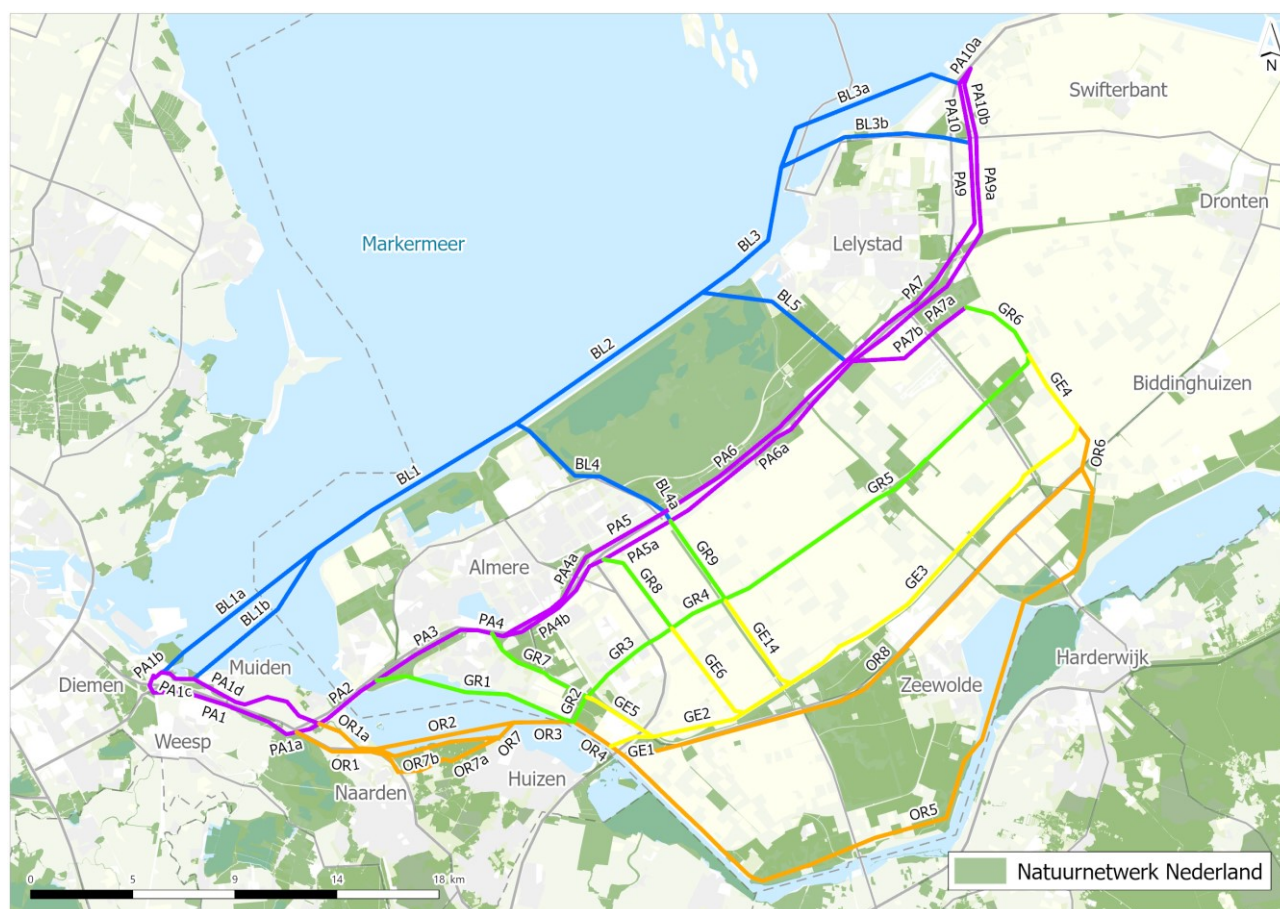 PA10a
N
BL3a
PA10b
Swifterbant
BL3b
PA10
PA9
PA9a
Dronten
Markermeer
BL3
Lelystad
BL5
PA7
PA7a
GR6
BL2
PA7b
GE4
Biddinghuizen
PA6
PA6a
OR6
BL1
BL4
BL4a
GR5
PA5
PA5a
GR9
Almere
PA4a
GR8
GE3
BL1a
BL1b
PA4b
GR4
PA3
PA4
GR3
PA1b
Muiden
GR7
GE6
GE14
OR8
Harderwijk
Diemen
PA1c
PA1d
PA2
GR1
GR2
Zeewolde
PA1
GE5
GE2
Weesp
PA1a
OR1a
OR2
OR3
OR7
OR4
GE1
OR1
OR7b
OR7a
Huizen
Naarden
OR5
Natuurnetwerk Nederland
0 5 9 14 18 km